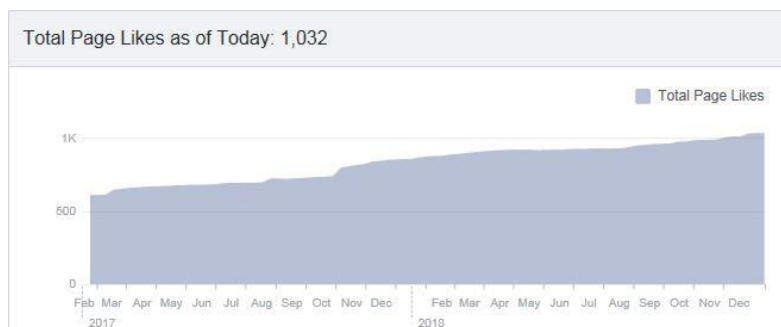 Total Page Likes as of Today: 1,032
Total Page Likes
1K
500
0
Feb Mar Apr May Jun Jul Aug Sep Oct Nov Dec Feb Mar Apr May Jun Jul Aug Sep Oct Nov Dec
2017 2018